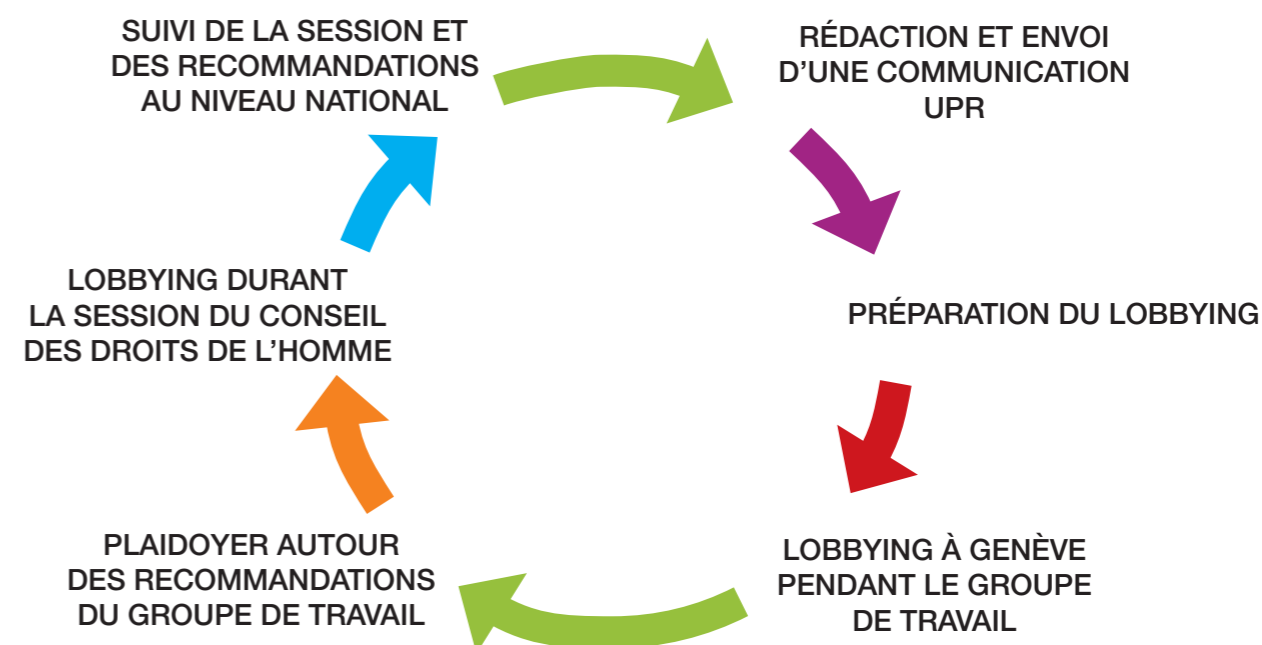 SUIVI DE LA SESSION ET
DES RECOMMANDATIONS
AU NIVEAU NATIONAL
RÉDACTION ET ENVOI
D’UNE COMMUNICATION
UPR
PRÉPARATION DU LOBBYING
LOBBYING À GENÈVE
PENDANT LE GROUPE
DE TRAVAIL
PLAIDOYER AUTOUR
DES RECOMMANDATIONS
DU GROUPE DE TRAVAIL
LOBBYING DURANT
LA SESSION DU CONSEIL
DES DROITS DE L’HOMME